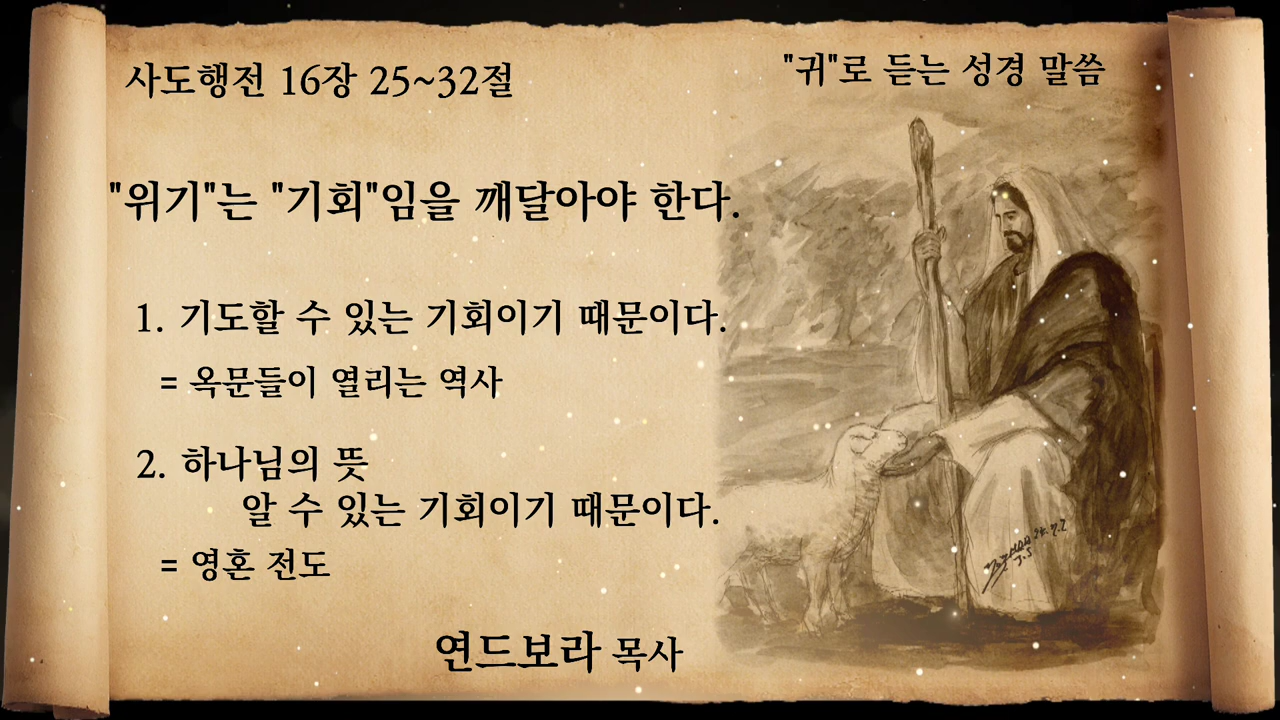 사도행전 16장 25~32절
"귀"로 듣는 성경 말씀
"위기"는 "기회"임을 깨달아야 한다.
1. 기도할 수 있는 기회이기 때문이다.
= 옥문들이 열리는 역사
2. 하나님의 뜻
알 수 있는 기회이기 때문이다.
= 영혼 전도
연드보라 목사